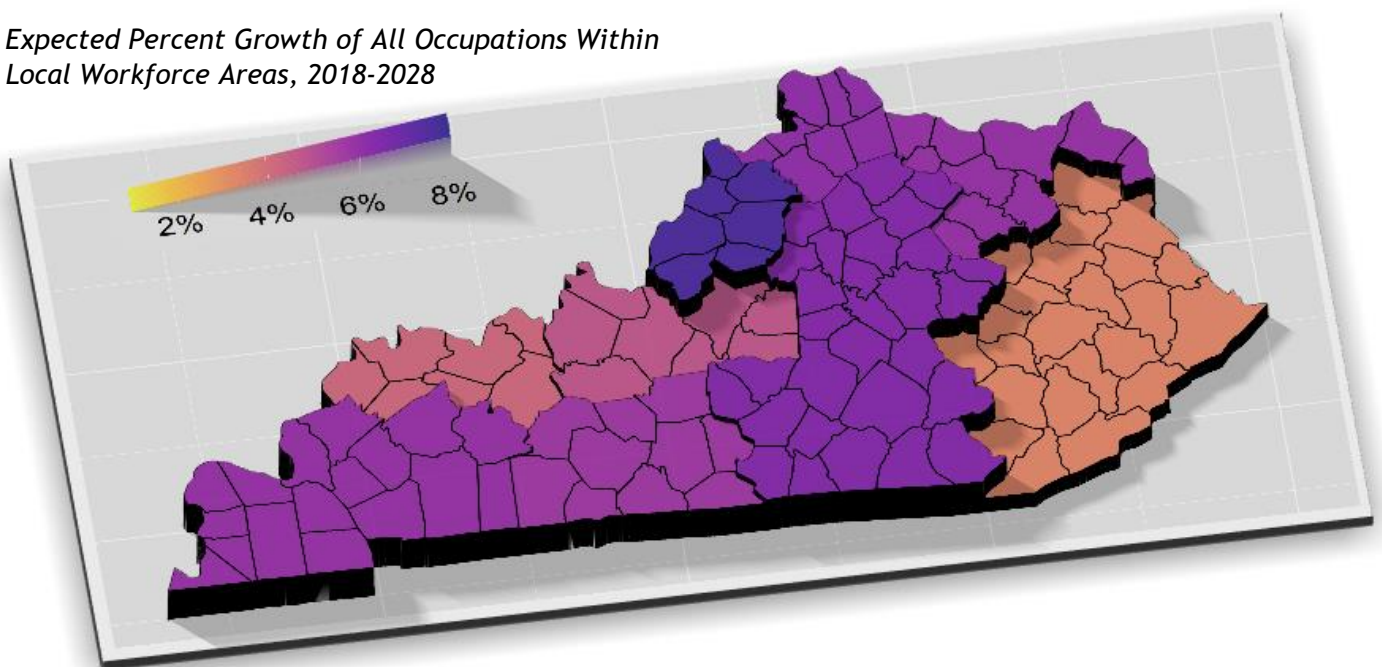 Expected Percent Growth of All Occupations Within
Local Workforce Areas, 2018-2028
2% 4% 6% 8%